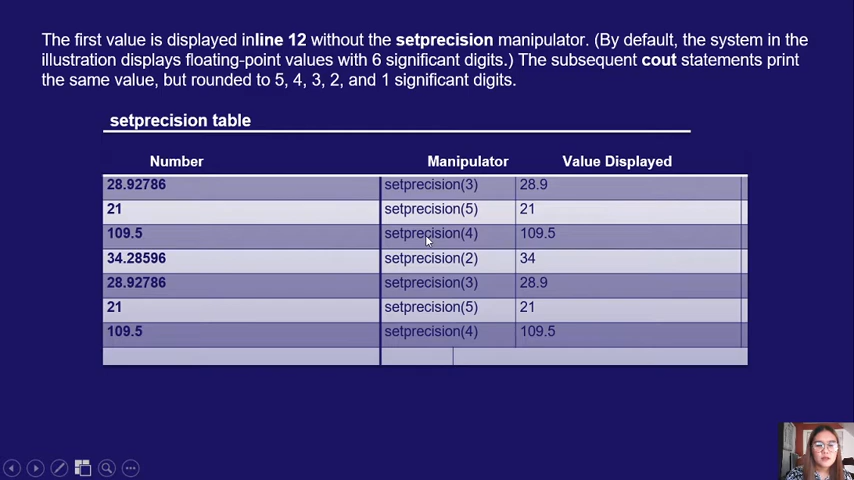 The first value is displayed inline 12 without the setprecision manipulator. (By default, the system in the
illustration displays floating-point values with 6 significant digits.) The subsequent cout statements print
the same value, but rounded to 5, 4, 3, 2, and 1 significant digits.
setprecision table
Number Manipulator Value Displayed
28.92786 setprecision(3) 28.9
21 setprecision(5) 21
109.5 setprecision(4) 109.5
34.28596 setprecision(2) 34
28.92786 setprecision(3) 28.9
21 setprecision(5) 21
109.5 setprecision(4) 109.5